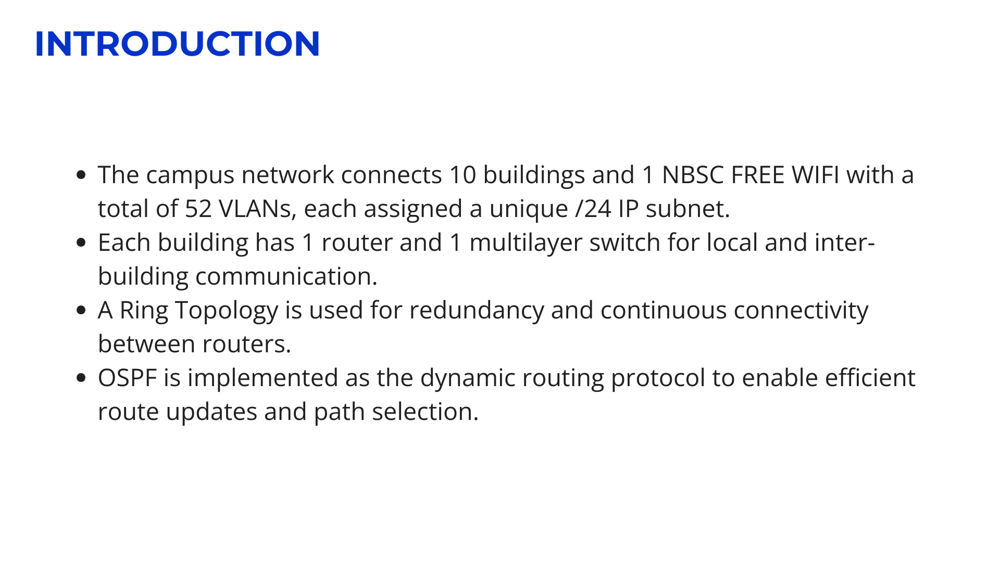 INTRODUCTION
• The campus network connects 10 buildings and 1 NBSC FREE WIFI with a
total of 52 VLANs, each assigned a unique /24 IP subnet.
• Each building has 1 router and 1 multilayer switch for local and inter-
building communication.
• A Ring Topology is used for redundancy and continuous connectivity
between routers.
• OSPF is implemented as the dynamic routing protocol to enable efficient
route updates and path selection.